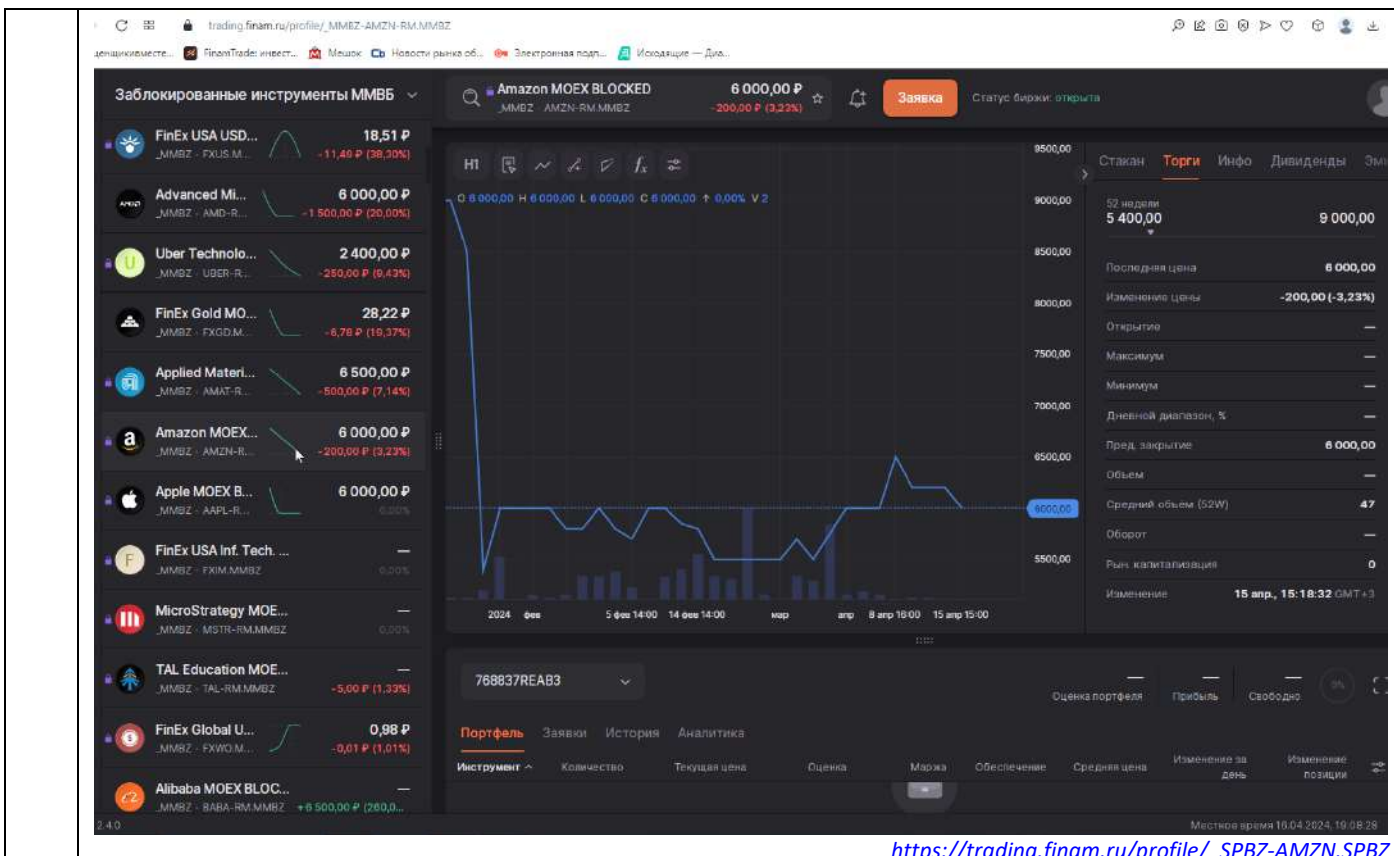 trading.finam.ru/profile/_MMBZ-AMZN-RM.MMBZ
ценщикивместе... FinamTrade: инвест... Мешок Новости рынка об... Электронная подп... Исходящие — Диа...
Заблокированные инструменты ММВБ
Amazon MOEX BLOCKED 6 000,00 ₽
_MMBZ · AMZN-RM.MMBZ -200,00 ₽ (3,23%)
Заявка
Статус биржи: открыта
FinEx USA USD... 18,51 ₽
_MMBZ · FXUS.M... -11,49 ₽ (38,30%)
Advanced Mi... 6 000,00 ₽
_MMBZ · AMD-R... -1 500,00 ₽ (20,00%)
Uber Technolo... 2 400,00 ₽
_MMBZ · UBER-R... -250,00 ₽ (9,43%)
FinEx Gold MO... 28,22 ₽
_MMBZ · FXGD.M... -6,78 ₽ (19,37%)
Applied Materi... 6 500,00 ₽
_MMBZ · AMAT-R... -500,00 ₽ (7,14%)
Amazon MOEX... 6 000,00 ₽
_MMBZ · AMZN-R... -200,00 ₽ (3,23%)
Apple MOEX B... 6 000,00 ₽
_MMBZ · AAPL-R... 0,00%
FinEx USA Inf. Tech. ... —
_MMBZ · FXIM.MMBZ 0,00%
MicroStrategy MOE... —
_MMBZ · MSTR-RM.MMBZ 0,00%
TAL Education MOE... —
_MMBZ · TAL-RM.MMBZ -5,00 ₽ (1,33%)
FinEx Global U... 0,98 ₽
_MMBZ · FXWO.M... -0,01 ₽ (1,01%)
Alibaba MOEX BLOC... —
_MMBZ · BABA-RM.MMBZ +6 500,00 ₽ (260,0...
2.4.0
H1
O 6 000,00 H 6 000,00 L 6 000,00 C 6 000,00 ↑ 0,00% V 2
9500,00
9000,00
8500,00
8000,00
7500,00
7000,00
6500,00
6000,00
5500,00
2024 фев 5 фев 14:00 14 фев 14:00 мар апр 8 апр 16:00 15 апр 15:00
Стакан Торги Инфо Дивиденды Эми
52 недели
5 400,00 9 000,00
Последняя цена 6 000,00
Изменение цены -200,00 (-3,23%)
Открытие —
Максимум —
Минимум —
Дневной диапазон, % —
Пред. закрытие 6 000,00
Объем —
Средний объем (52W) 47
Оборот —
Рын. капитализация 0
Изменение 15 апр., 15:18:32 GMT+3
768837REAB3
Оценка портфеля Прибыль Свободно 0%
Портфель Заявки История Аналитика
Инструмент Количество Текущая цена Оценка Маржа Обеспечение Средняя цена Изменение за день Изменение позиции
Местное время 16.04.2024, 19:08:28
https://trading.finam.ru/profile/_SPBZ-AMZN.SPBZ